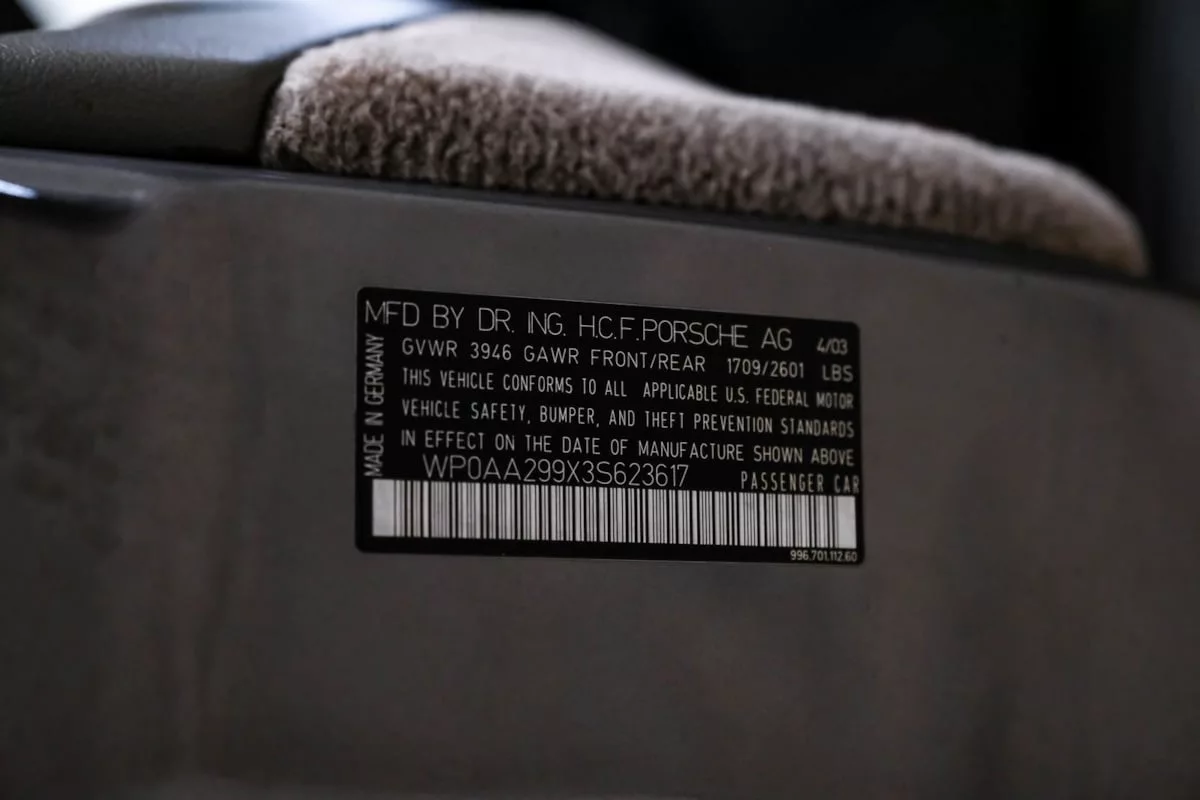 MFD BY DR. ING. H.C.F. PORSCHE AG 4/03
GVWR 3946 GAWR FRONT/REAR 1709/2601 LBS
THIS VEHICLE CONFORMS TO ALL APPLICABLE U.S. FEDERAL MOTOR
VEHICLE SAFETY, BUMPER, AND THEFT PREVENTION STANDARDS
IN EFFECT ON THE DATE OF MANUFACTURE SHOWN ABOVE
WP0AA299X3S623617 PASSENGER CAR
MADE IN GERMANY
996.701.112.60